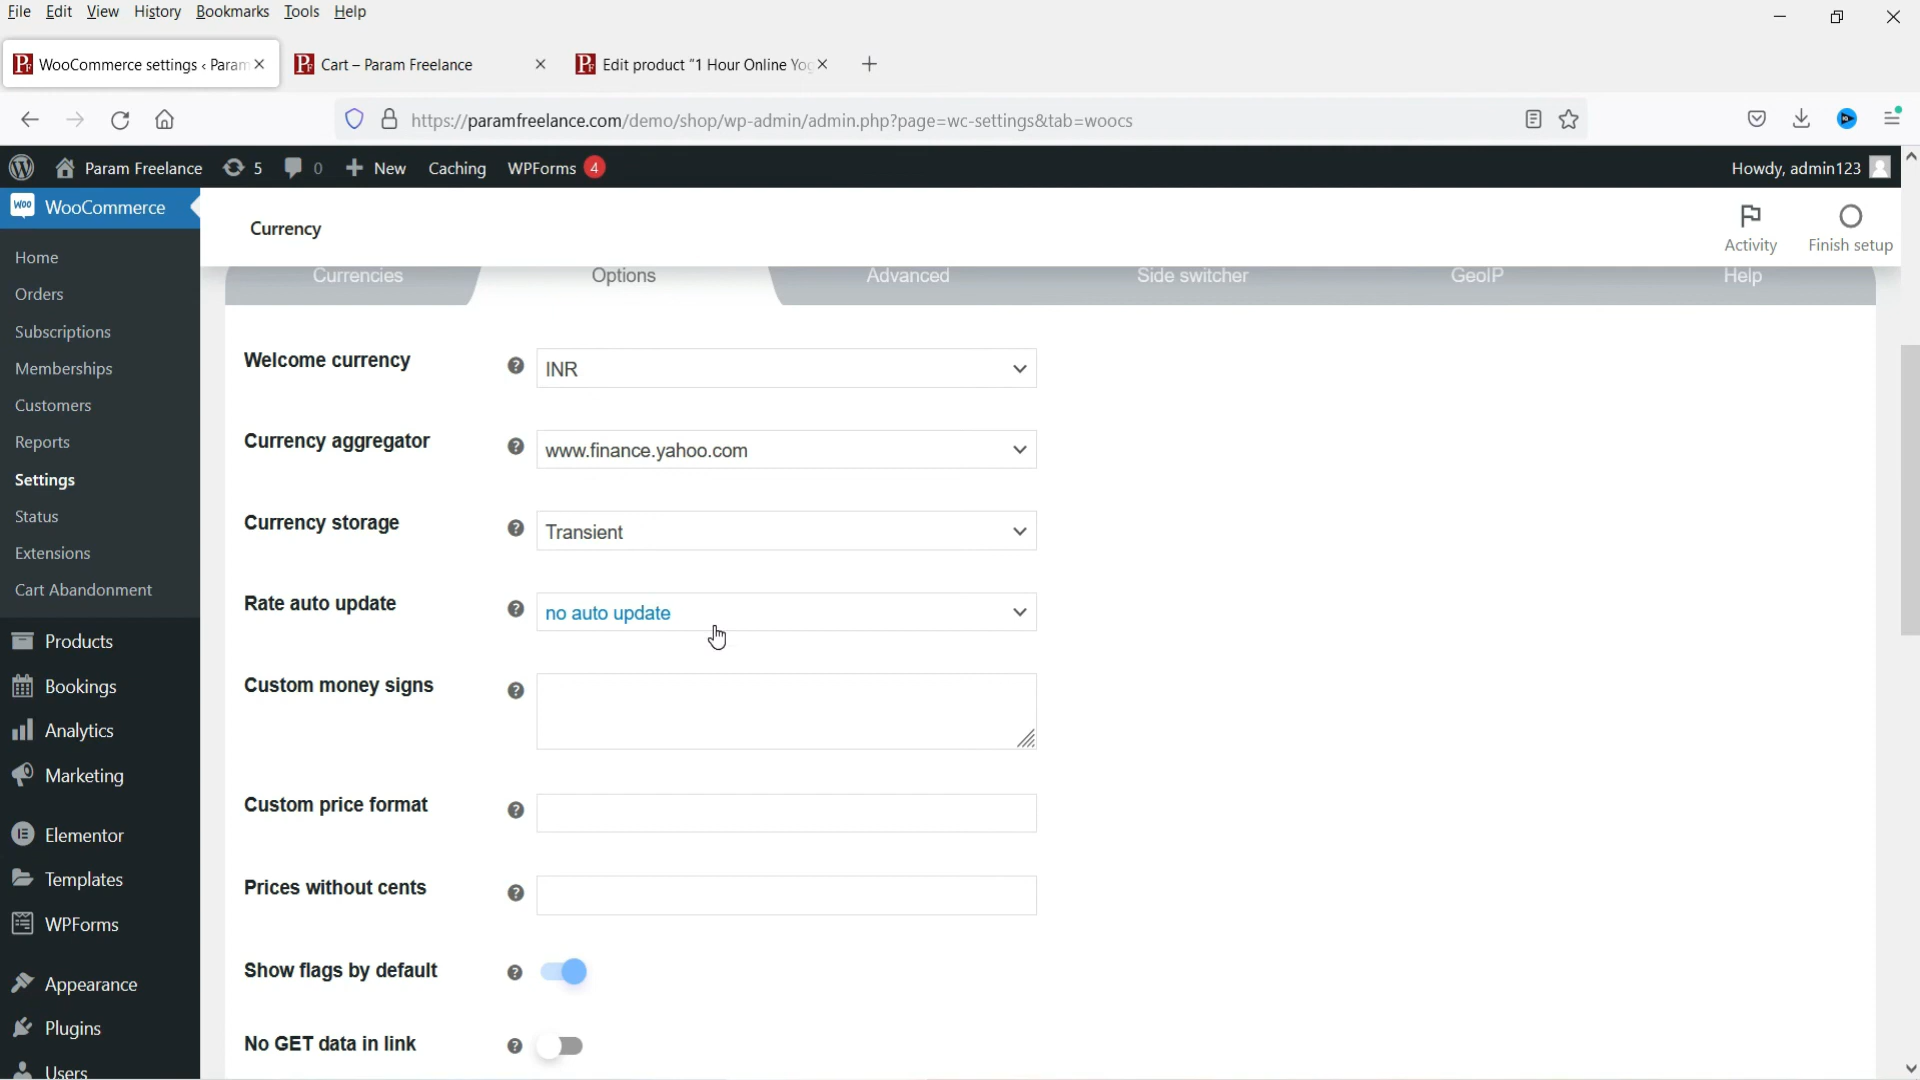 File Edit View History Bookmarks Tools Help
WooCommerce settings ‹ Param
Cart – Param Freelance
Edit product "1 Hour Online Yog
https://paramfreelance.com/demo/shop/wp-admin/admin.php?page=wc-settings&tab=woocs
Param Freelance 5 0 New Caching WPForms 4
Howdy, admin123
WooCommerce
Home
Orders
Subscriptions
Memberships
Customers
Reports
Settings
Status
Extensions
Cart Abandonment
Products
Bookings
Analytics
Marketing
Elementor
Templates
WPForms
Appearance
Plugins
Users
Currency
Activity
Finish setup
Currencies Options Advanced Side switcher GeoIP Help
Welcome currency ? INR
Currency aggregator ? www.finance.yahoo.com
Currency storage ? Transient
Rate auto update ? no auto update
Custom money signs ?
Custom price format ?
Prices without cents ?
Show flags by default ?
No GET data in link ?